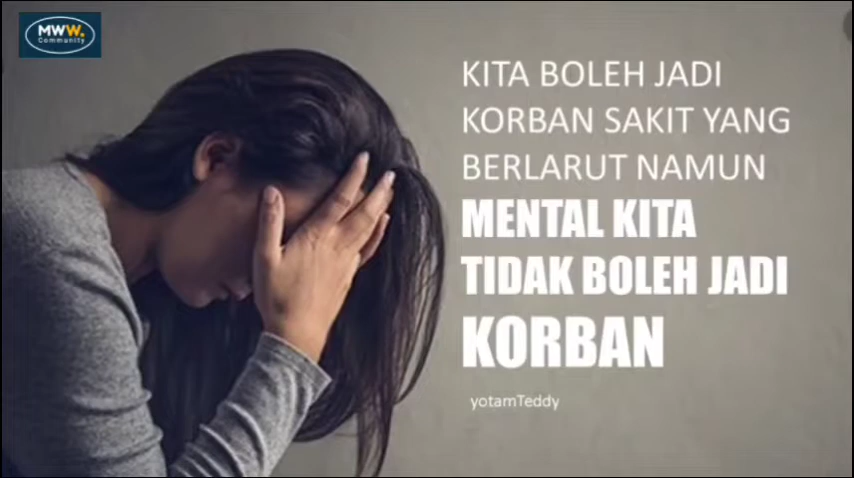 MWW.
Community
KITA BOLEH JADI
KORBAN SAKIT YANG
BERLARUT NAMUN
MENTAL KITA
TIDAK BOLEH JADI
KORBAN
yotamTeddy